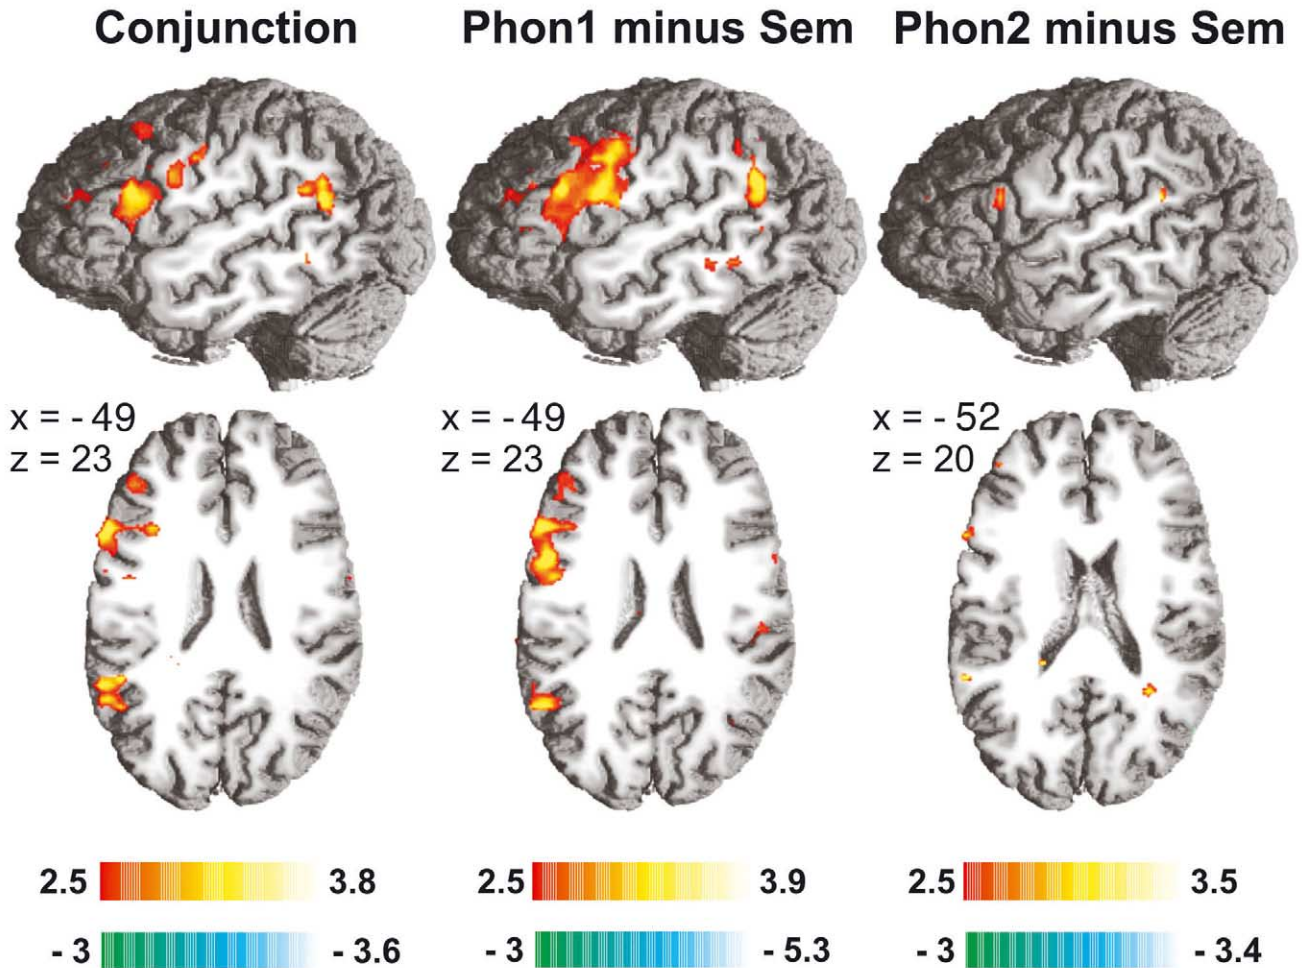 Conjunction
Phon1 minus Sem
Phon2 minus Sem
x = - 49
z = 23
x = - 49
z = 23
x = - 52
z = 20
2.5 3.8
2.5 3.9
2.5 3.5
- 3 - 3.6
- 3 - 5.3
- 3 - 3.4